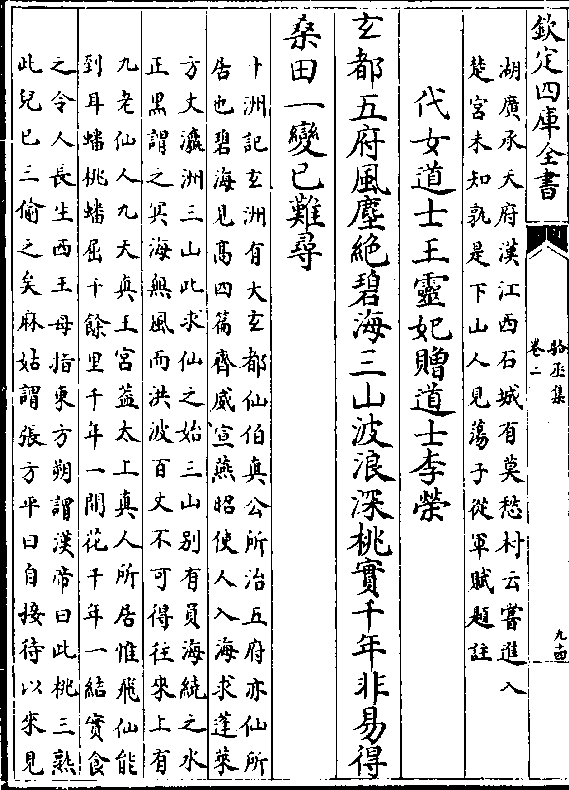 欽定四庫全書
駱丞集
卷二
湖廣承天府漢江西石城有莫愁村云嘗進入
楚宮未知孰是下山人見蕩子從軍賦題註
代女道士王靈妃贈道士李榮
玄都五府風塵絕碧海三山波浪深桃實千年非易得
桑田一變已難尋
十洲記玄洲有大玄都仙伯真公所治五府亦仙所
居也碧海見髙四篇齊威宣燕昭使人入海求蓬萊
方丈瀛洲三山此求仙之始三山别有員海繞之水
正黒謂之㝠海無風而洪波百丈不可得往來上有
九老仙人九天真王宮葢太上真人所居惟飛仙能
到耳蟠桃蟠屈千餘里千年一開花千年一結實食
之令人長生西王母指東方朔謂漢帝曰此桃三熟
此兒已三偷之矣麻姑謂張方平曰自接待以來見